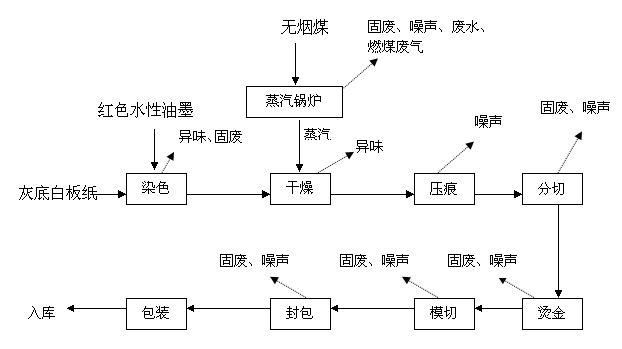 无烟煤
固废、噪声、废水、
燃煤废气
蒸汽锅炉
红色水性油墨
异味、固废
蒸汽
异味
噪声
固废、噪声
灰底白板纸
染色
干燥
压痕
分切
固废、噪声
固废、噪声
固废、噪声
入库
包装
封包
模切
烫金